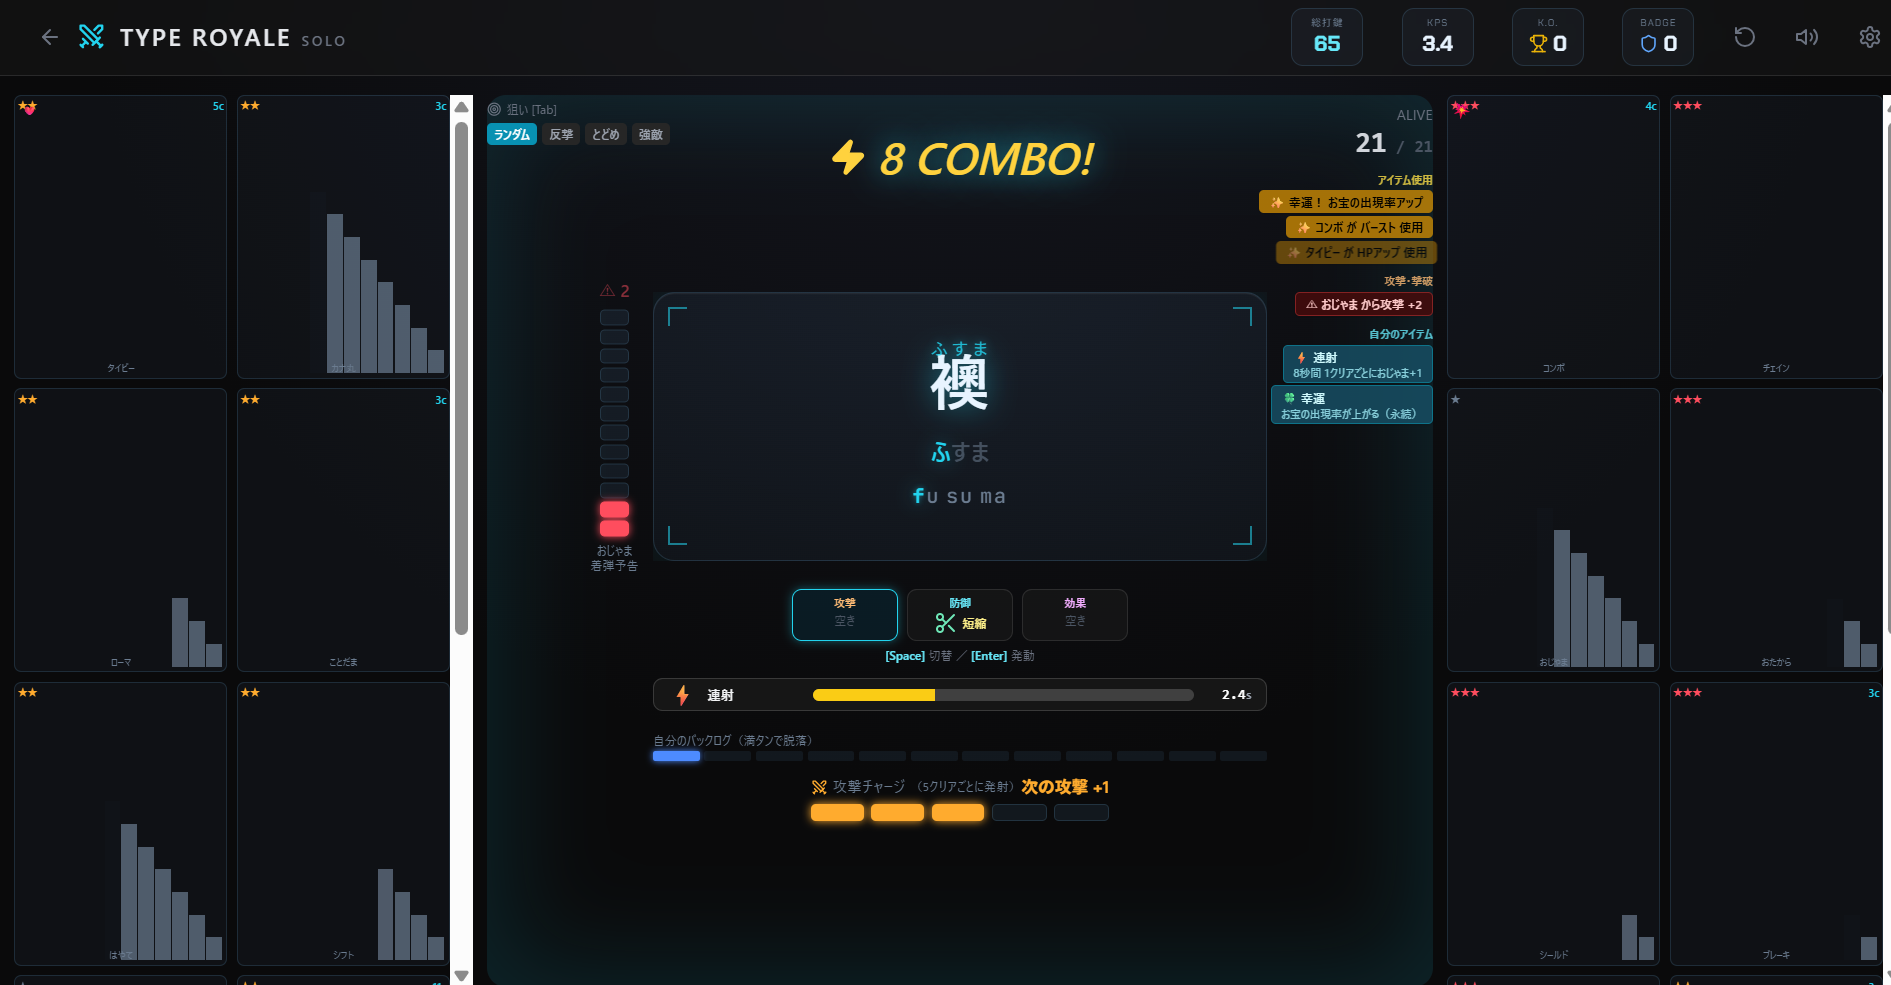 TYPE ROYALE SOLO
総打鍵
65
KPS
3.4
K.O.
0
BADGE
0
★★
5c
タイピー
★★
3c
★★
ローマ
★★
3c
ことだま
★★
はやて
★★
シフト
狙い [Tab]
ランダム 反撃 とどめ 強敵
8 COMBO!
ALIVE
21 / 21
アイテム使用
幸運！ お宝の出現率アップ
コンボ が バースト 使用
タイピー が HPアップ 使用
攻撃・撃破
⚠ おじゃま から攻撃 +2
自分のアイテム
連射
8秒間 1クリアごとにおじゃま+1
幸運
お宝の出現率が上がる（永続）
⚠ 2
おじゃま
着弾予告
ふすま
襖
ふすま
fu su ma
攻撃
空き
防御
短縮
効果
空き
[Space] 切替 ／ [Enter] 発動
連射
2.4s
自分のバックログ（満タンで脱落）
攻撃チャージ （5クリアごとに発射） 次の攻撃 +1
★★★
4c
コンボ
★★★
チェイン
★
おじゃま
★★★
おたから
★★★
シールド
★★★
3c
ブレーキ